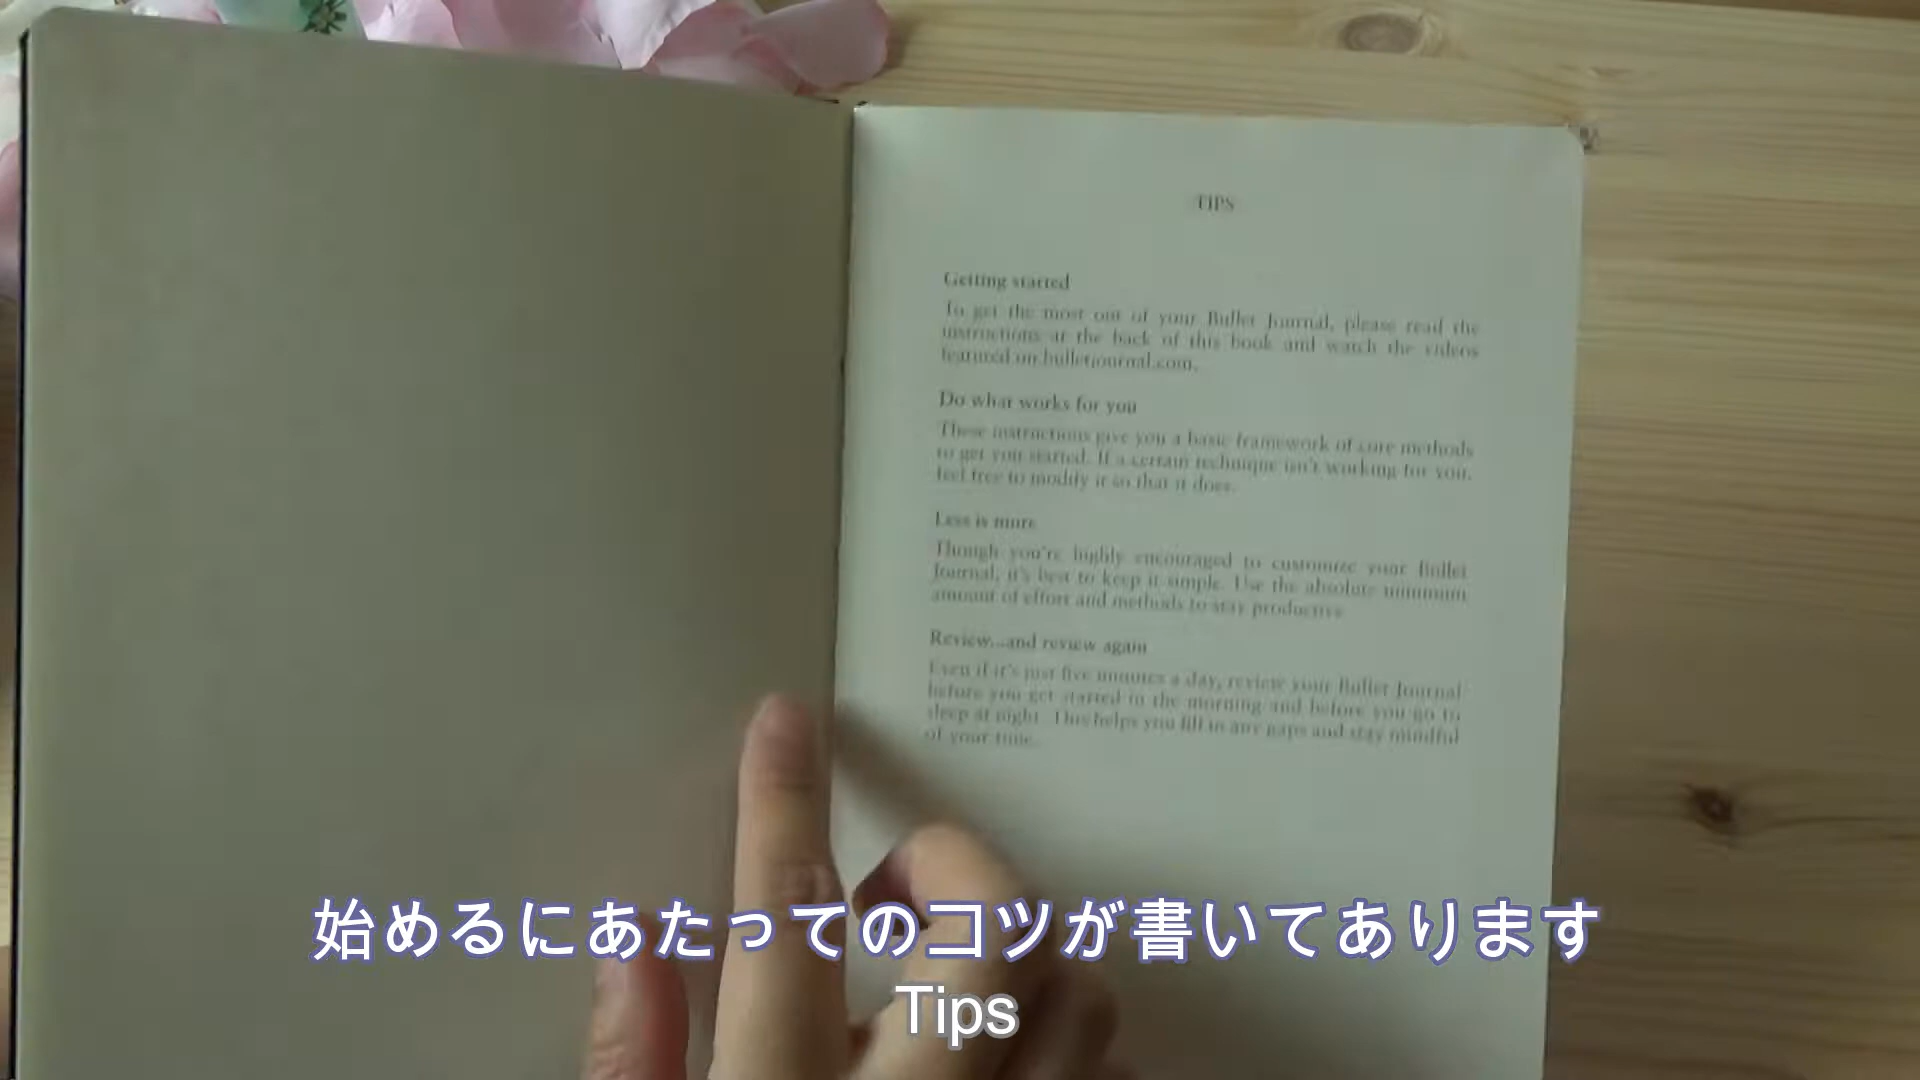 TIPS
Getting started
To get the most out of your Bullet Journal, please read the
instructions at the back of this book and watch the videos
featured on bulletjournal.com.
Do what works for you
These instructions give you a basic framework of core methods
to get you started. If a certain technique isn't working for you,
feel free to modify it so that it does.
Less is more
Though you're highly encouraged to customize your Bullet
Journal, it's best to keep it simple. Use the absolute minimum
amount of effort and methods to stay productive.
Review...and review again
Even if it's just five minutes a day, review your Bullet Journal
before you get started in the morning and before you go to
sleep at night. This helps you fill in any gaps and stay mindful
of your time.
始めるにあたってのコツが書いてあります
Tips